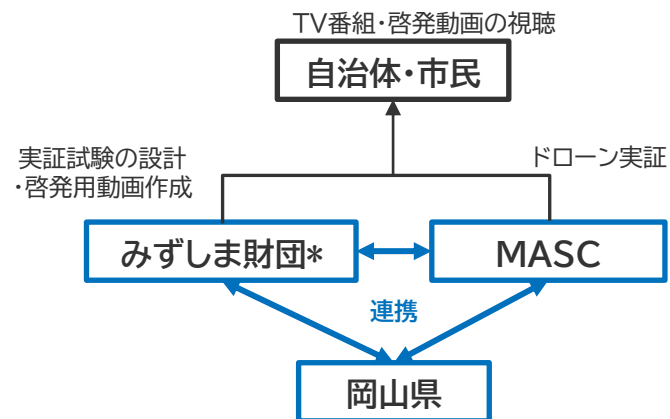 TV番組・啓発動画の視聴
自治体・市民
実証試験の設計
・啓発用動画作成
ドローン実証
みずしま財団*
MASC
連携
岡山県